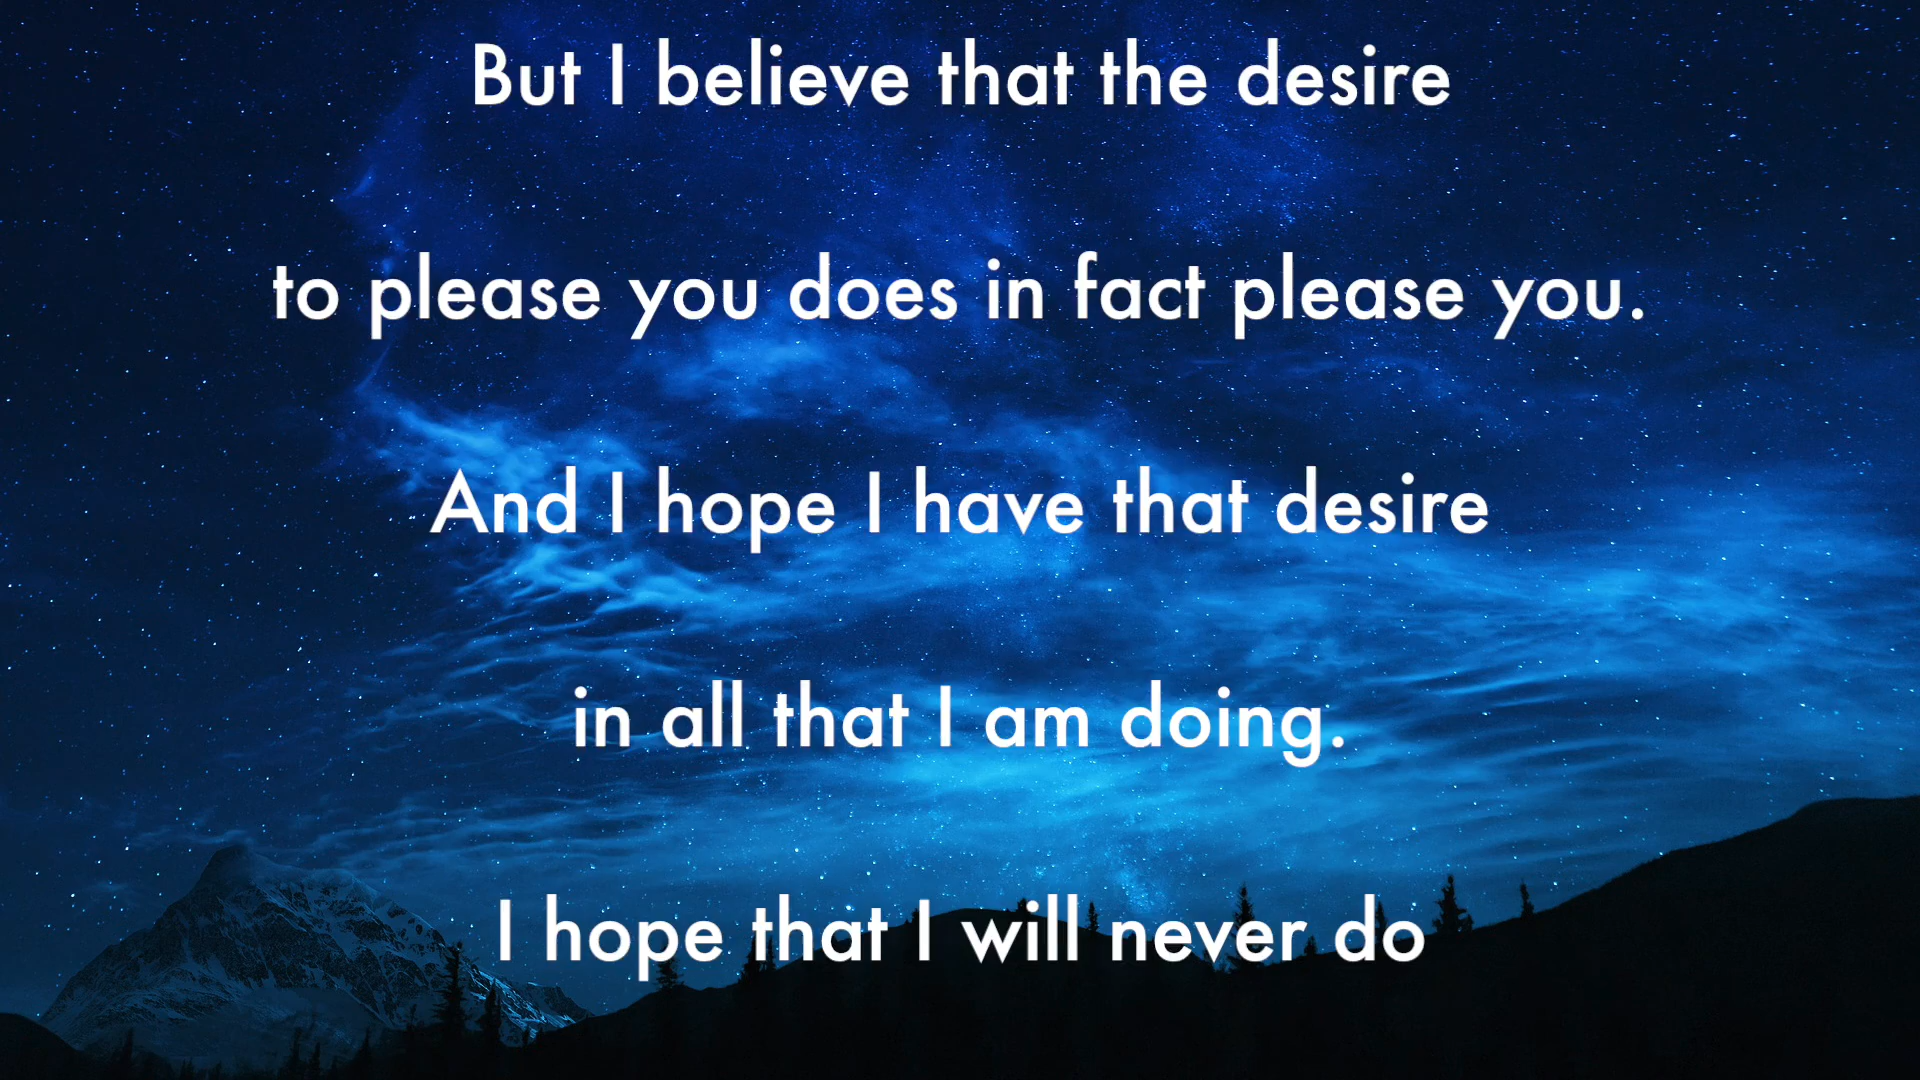 But I believe that the desire
to please you does in fact please you.
And I hope I have that desire
in all that I am doing.
I hope that I will never do